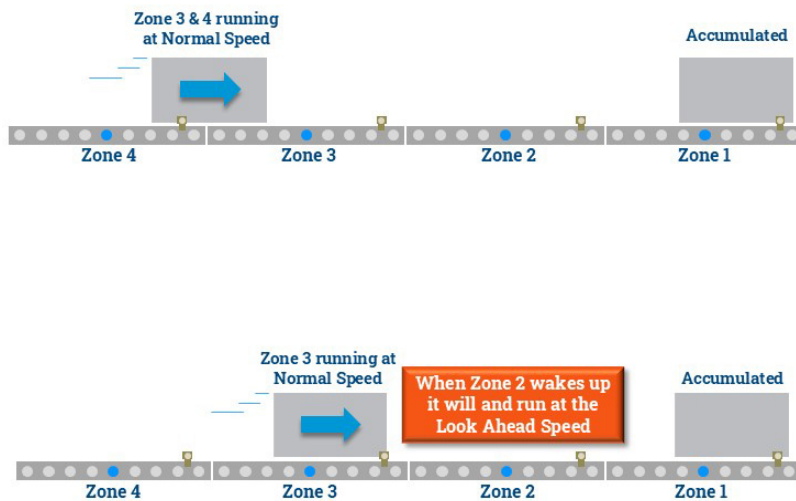 Zone 3 & 4 running
at Normal Speed
Accumulated
Zone 4
Zone 3
Zone 2
Zone 1
Zone 3 running at
Normal Speed
When Zone 2 wakes up
it will and run at the
Look Ahead Speed
Accumulated
Zone 4
Zone 3
Zone 2
Zone 1